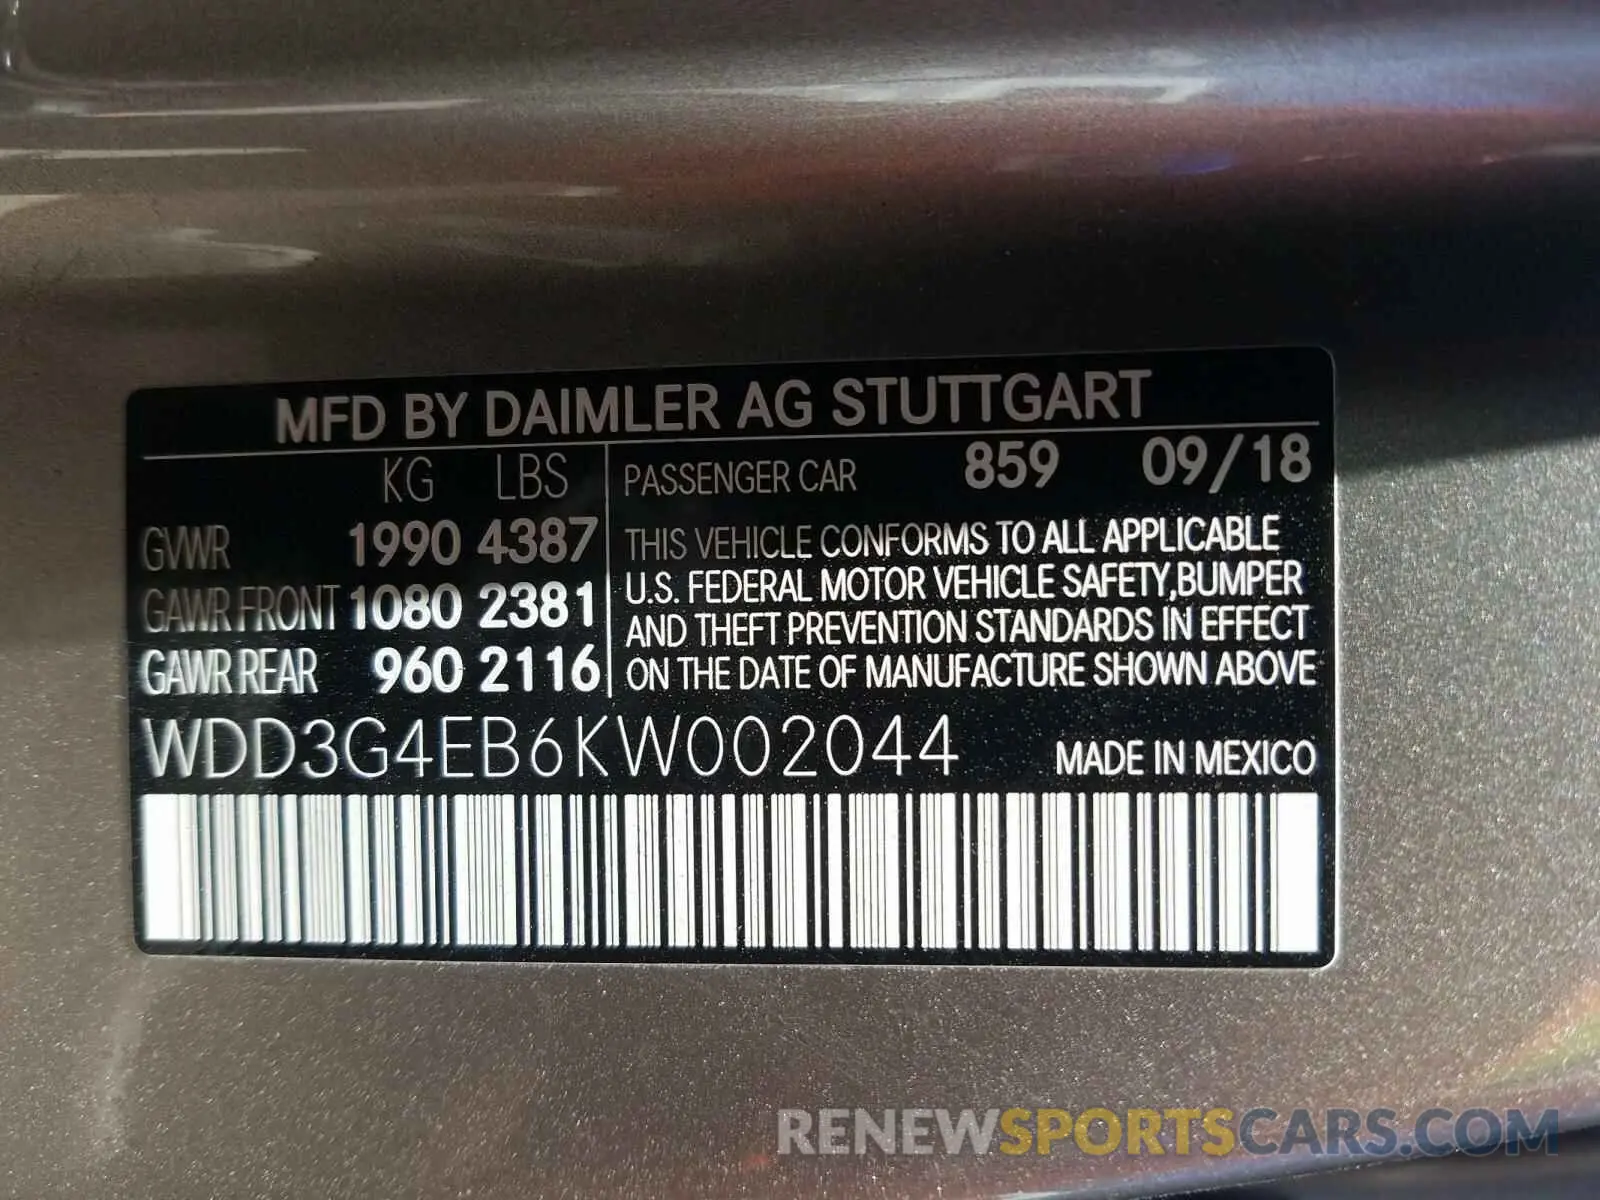 MFD BY DAIMLER AG STUTTGART
KG LBS
GVWR 1990 4387
GAWR FRONT 1080 2381
GAWR REAR 960 2116
PASSENGER CAR 859 09/18
THIS VEHICLE CONFORMS TO ALL APPLICABLE
U.S. FEDERAL MOTOR VEHICLE SAFETY,BUMPER
AND THEFT PREVENTION STANDARDS IN EFFECT
ON THE DATE OF MANUFACTURE SHOWN ABOVE
WDD3G4EB6KW002044 MADE IN MEXICO
RENEWSPORTSCARS.COM